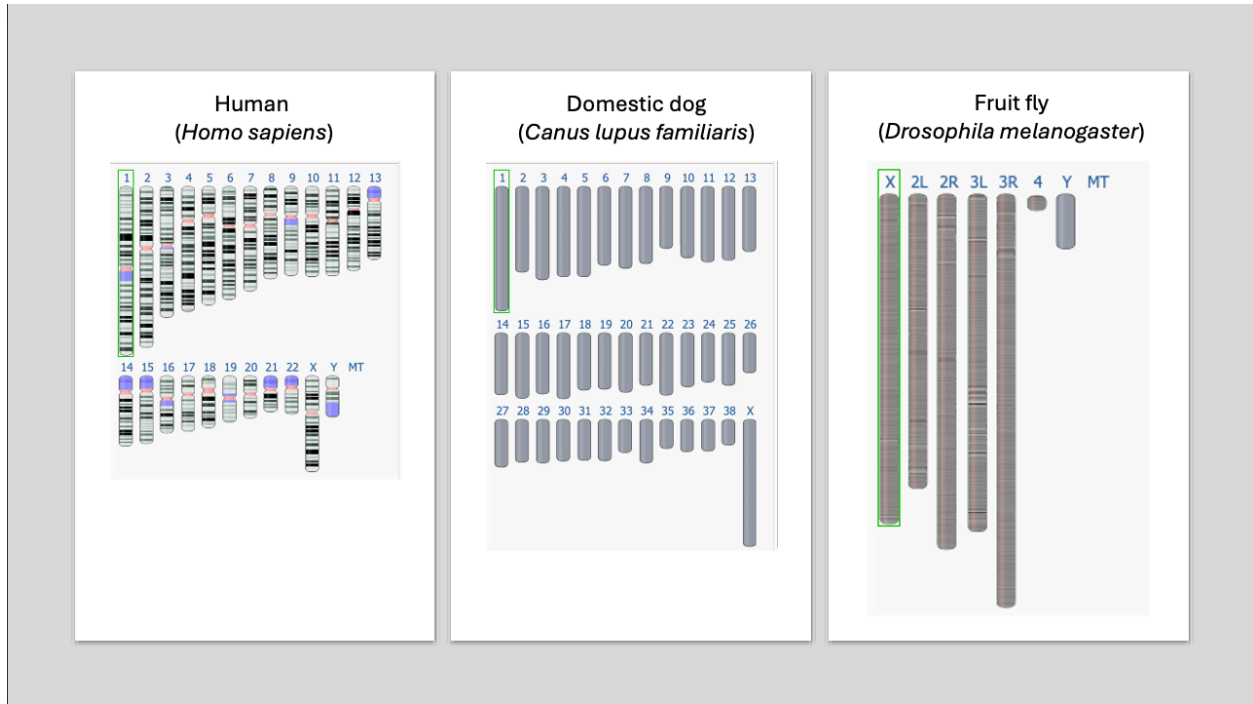 Human
(Homo sapiens)
1 2 3 4 5 6 7 8 9 10 11 12 13
14 15 16 17 18 19 20 21 22 X Y MT
Domestic dog
(Canus lupus familiaris)
1 2 3 4 5 6 7 8 9 10 11 12 13
14 15 16 17 18 19 20 21 22 23 24 25 26
27 28 29 30 31 32 33 34 35 36 37 38 X
Fruit fly
(Drosophila melanogaster)
X 2L 2R 3L 3R 4 Y MT